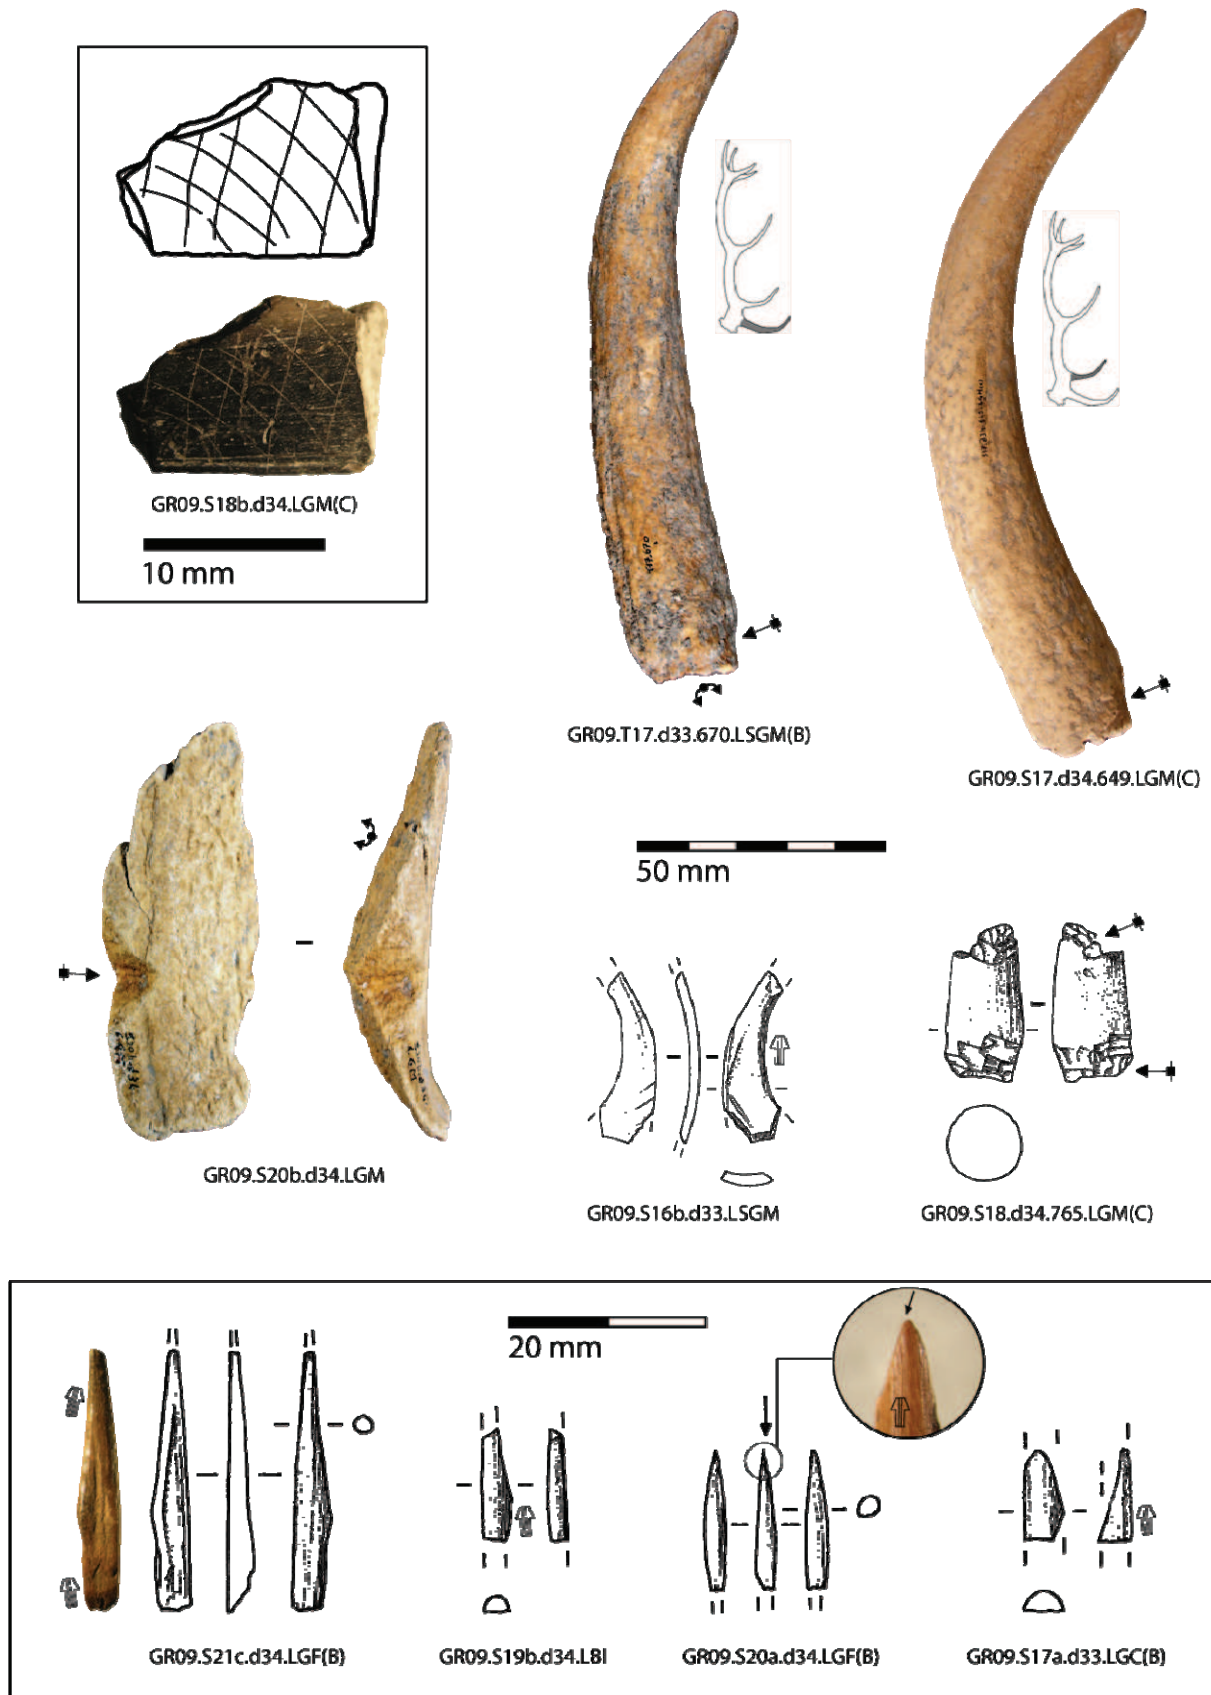 GR09.S18b.d34.LGM(C)
10 mm
GR09.T17.d33.670.LSGM(B)
GR09.S17.d34.649.LGM(C)
50 mm
GR09.S20b.d34.LGM
GR09.S16b.d33.LSGM
GR09.S18.d34.765.LGM(C)
20 mm
GR09.S21c.d34.LGF(B)
GR09.S19b.d34.LBI
GR09.S20a.d34.LGF(B)
GR09.S17a.d33.LGC(B)